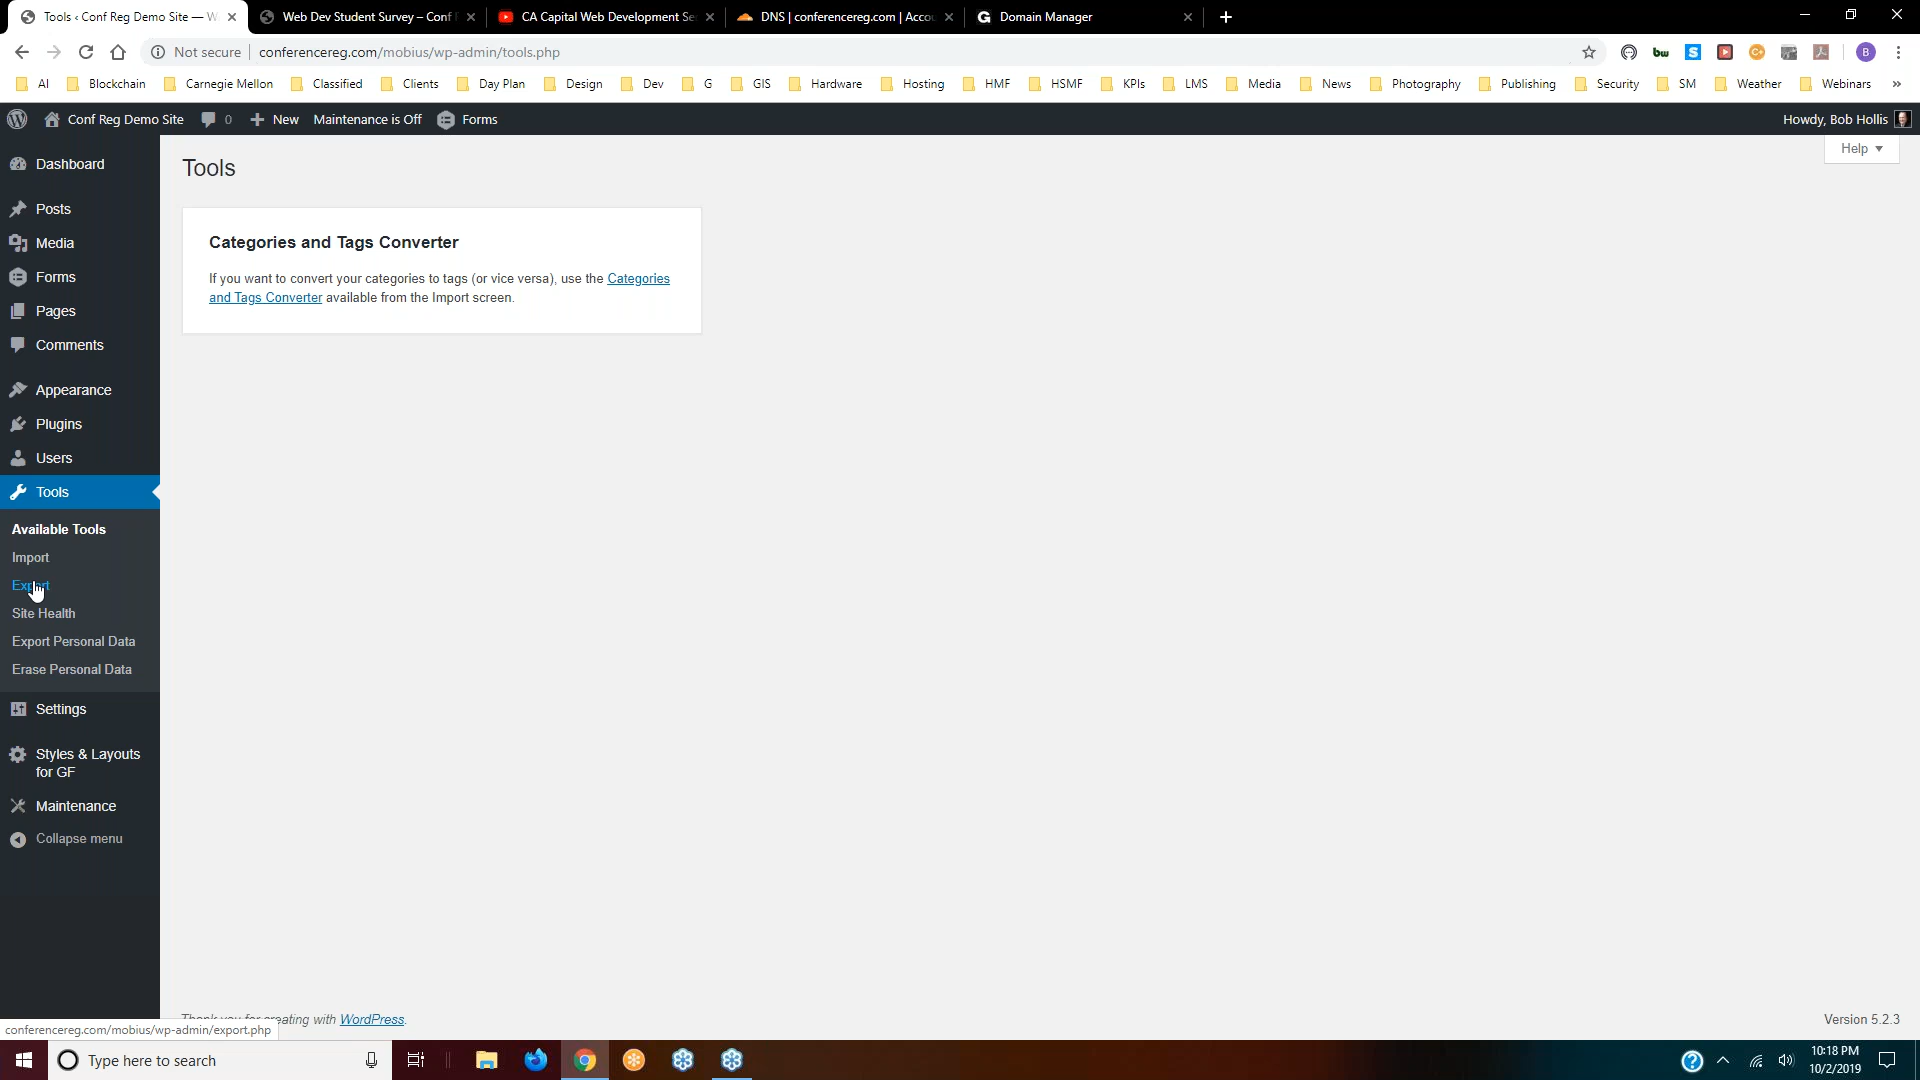 Tools ‹ Conf Reg Demo Site — W
Web Dev Student Survey – Conf
CA Capital Web Development Se
DNS | conferencereg.com | Accou
Domain Manager
Not secure
conferencereg.com/mobius/wp-admin/tools.php
B
AI
Blockchain
Carnegie Mellon
Classified
Clients
Day Plan
Design
Dev
G
GIS
Hardware
Hosting
HMF
HSMF
KPIs
LMS
Media
News
Photography
Publishing
Security
SM
Weather
Webinars
»
Conf Reg Demo Site
0
New
Maintenance is Off
Forms
Howdy, Bob Hollis
Help
Dashboard
Posts
Media
Forms
Pages
Comments
Appearance
Plugins
Users
Tools
Available Tools
Import
Export
Site Health
Export Personal Data
Erase Personal Data
Settings
Styles & Layouts
for GF
Maintenance
Collapse menu
Tools
Categories and Tags Converter
If you want to convert your categories to tags (or vice versa), use the Categories
and Tags Converter available from the Import screen.
Thank you for creating with WordPress.
Version 5.2.3
conferencereg.com/mobius/wp-admin/export.php
Type here to search
10:18 PM
10/2/2019